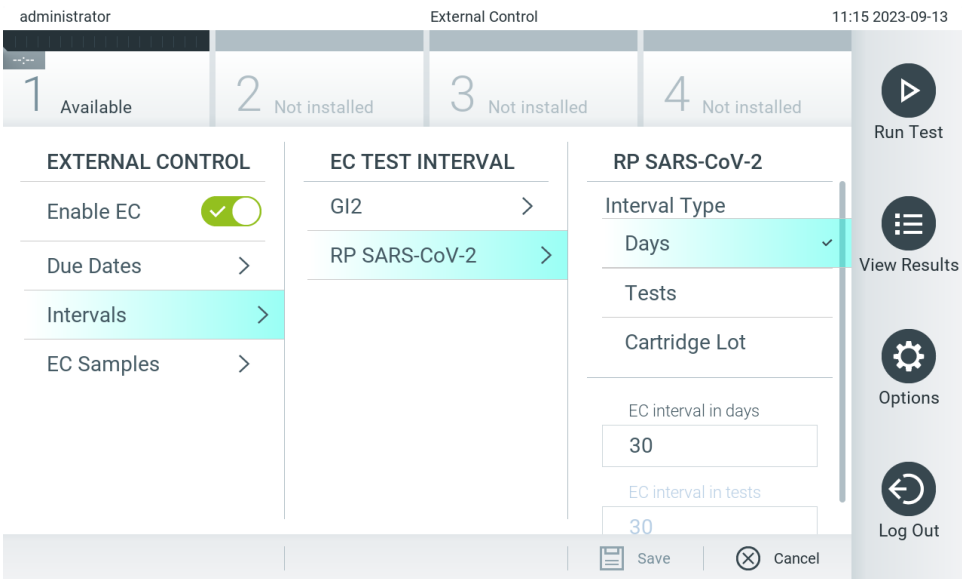 administrator
External Control
11:15 2023-09-13
--:--
1 Available
2 Not installed
3 Not installed
4 Not installed
Run Test
View Results
Options
Log Out
EXTERNAL CONTROL
Enable EC
Due Dates
Intervals
EC Samples
EC TEST INTERVAL
GI2
RP SARS-CoV-2
RP SARS-CoV-2
Interval Type
Days
Tests
Cartridge Lot
EC interval in days
30
EC interval in tests
30
Save
Cancel